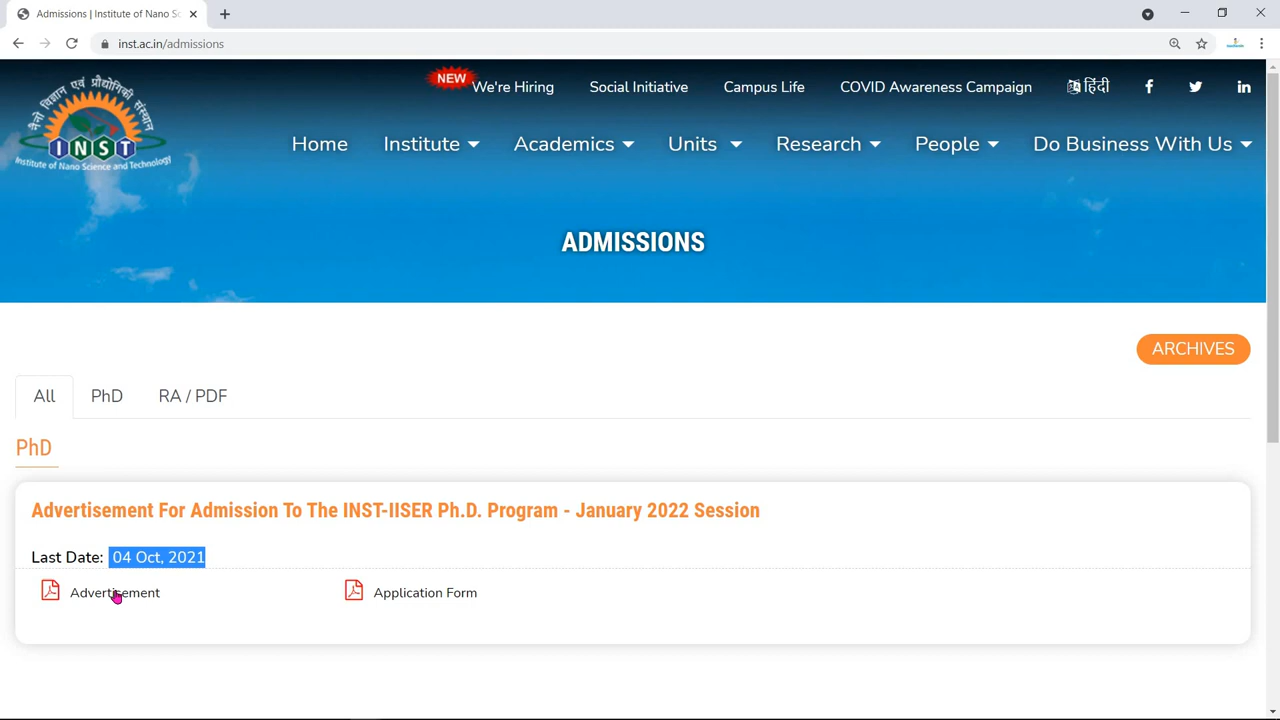 Admissions | Institute of Nano Sc
inst.ac.in/admissions
NEW We're Hiring Social Initiative Campus Life COVID Awareness Campaign हिंदी
नैनो विज्ञान एवं प्रौद्योगिकी संस्थान
INST
Institute of Nano Science and Technology
Home Institute Academics Units Research People Do Business With Us
ADMISSIONS
ARCHIVES
All PhD RA / PDF
PhD
Advertisement For Admission To The INST-IISER Ph.D. Program - January 2022 Session
Last Date: 04 Oct, 2021
Advertisement Application Form